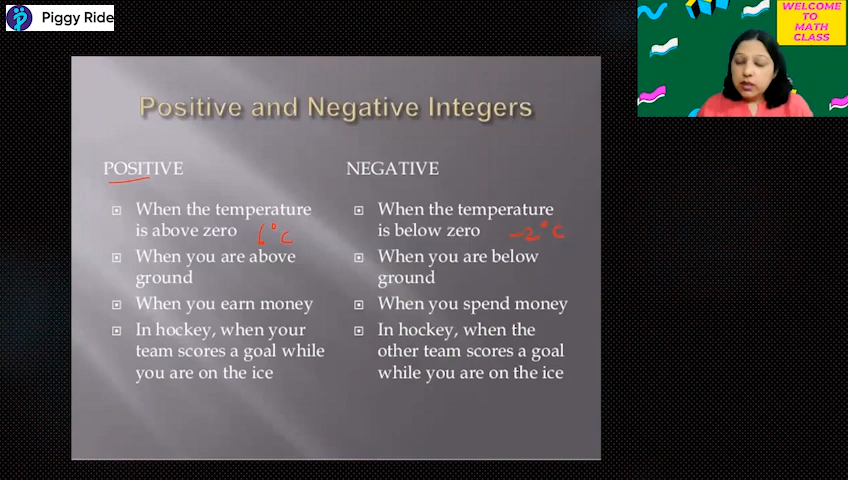 Piggy Ride
WELCOME
TO
MATH
CLASS
Positive and Negative Integers
POSITIVE
When the temperature
is above zero 6°C
When you are above
ground
When you earn money
In hockey, when your
team scores a goal while
you are on the ice
NEGATIVE
When the temperature
is below zero -2°C
When you are below
ground
When you spend money
In hockey, when the
other team scores a goal
while you are on the ice